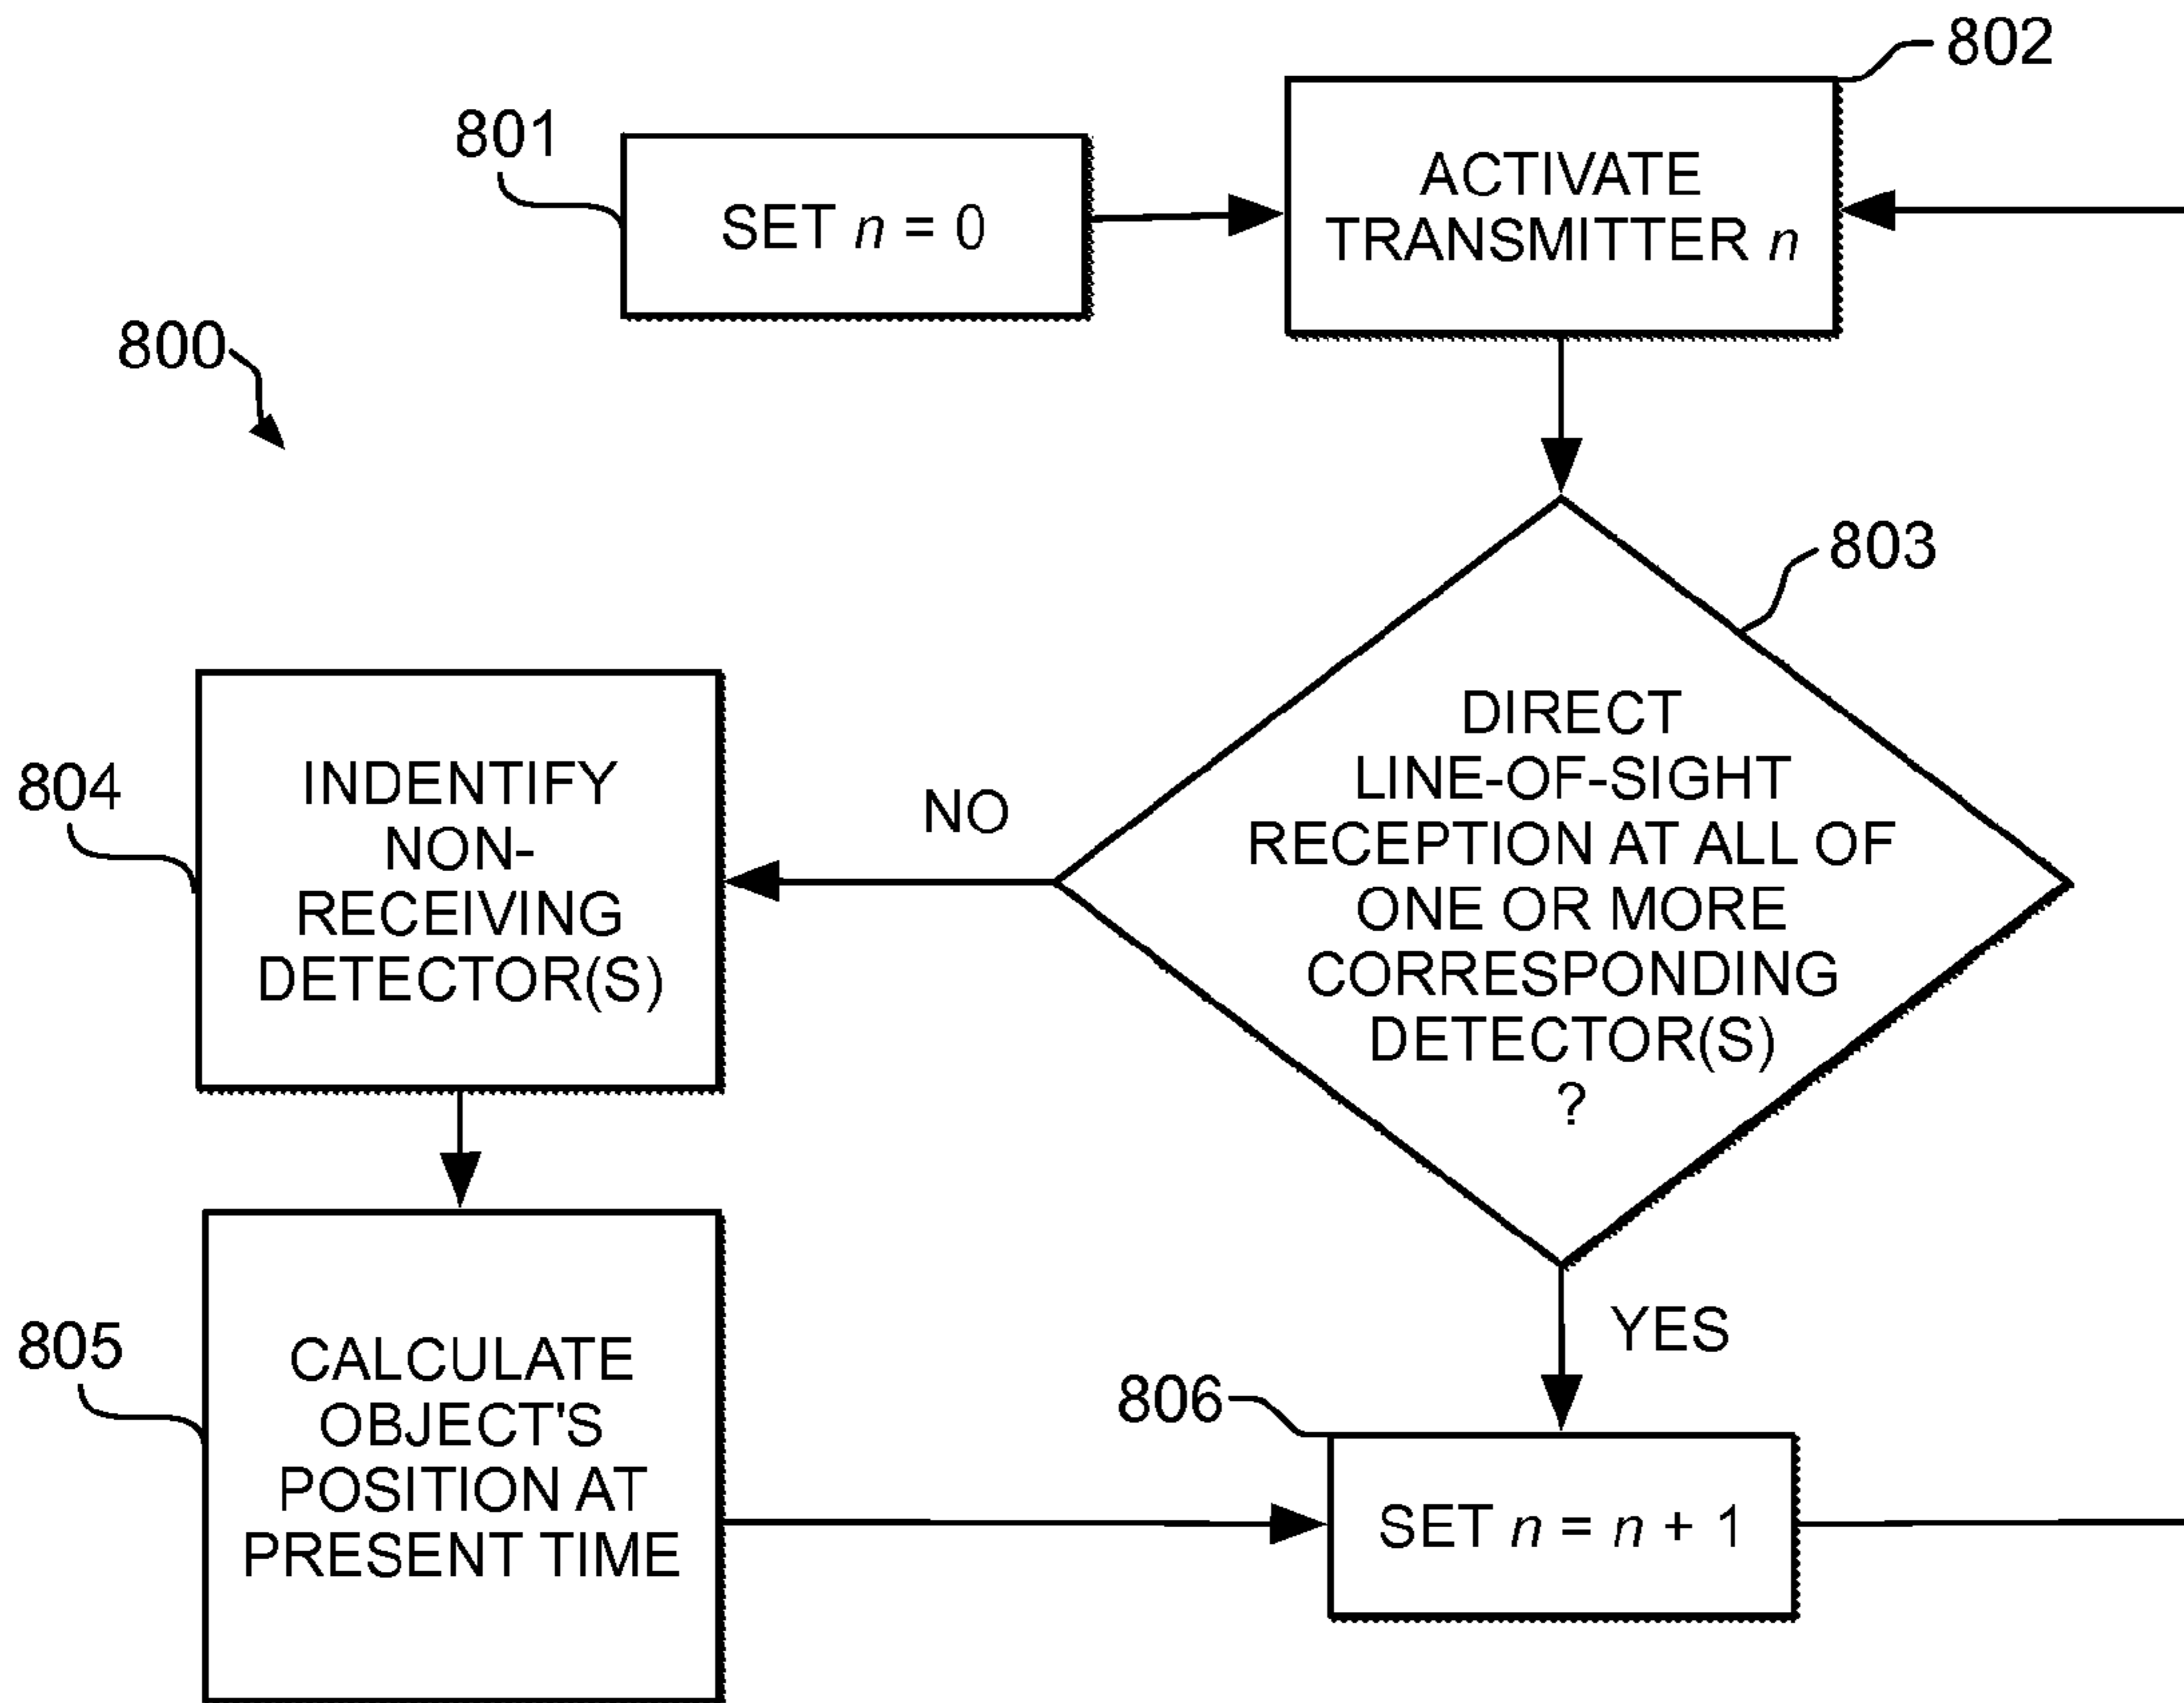 802
801
ACTIVATE
TRANSMITTER n
SET n = 0
800
803
DIRECT
LINE-OF-SIGHT
RECEPTION AT ALL OF
ONE OR MORE
CORRESPONDING
DETECTOR(S)
?
NO
804
INDENTIFY
NON-
RECEIVING
DETECTOR(S)
YES
805
CALCULATE
OBJECT'S
POSITION AT
PRESENT TIME
806
SET n = n + 1